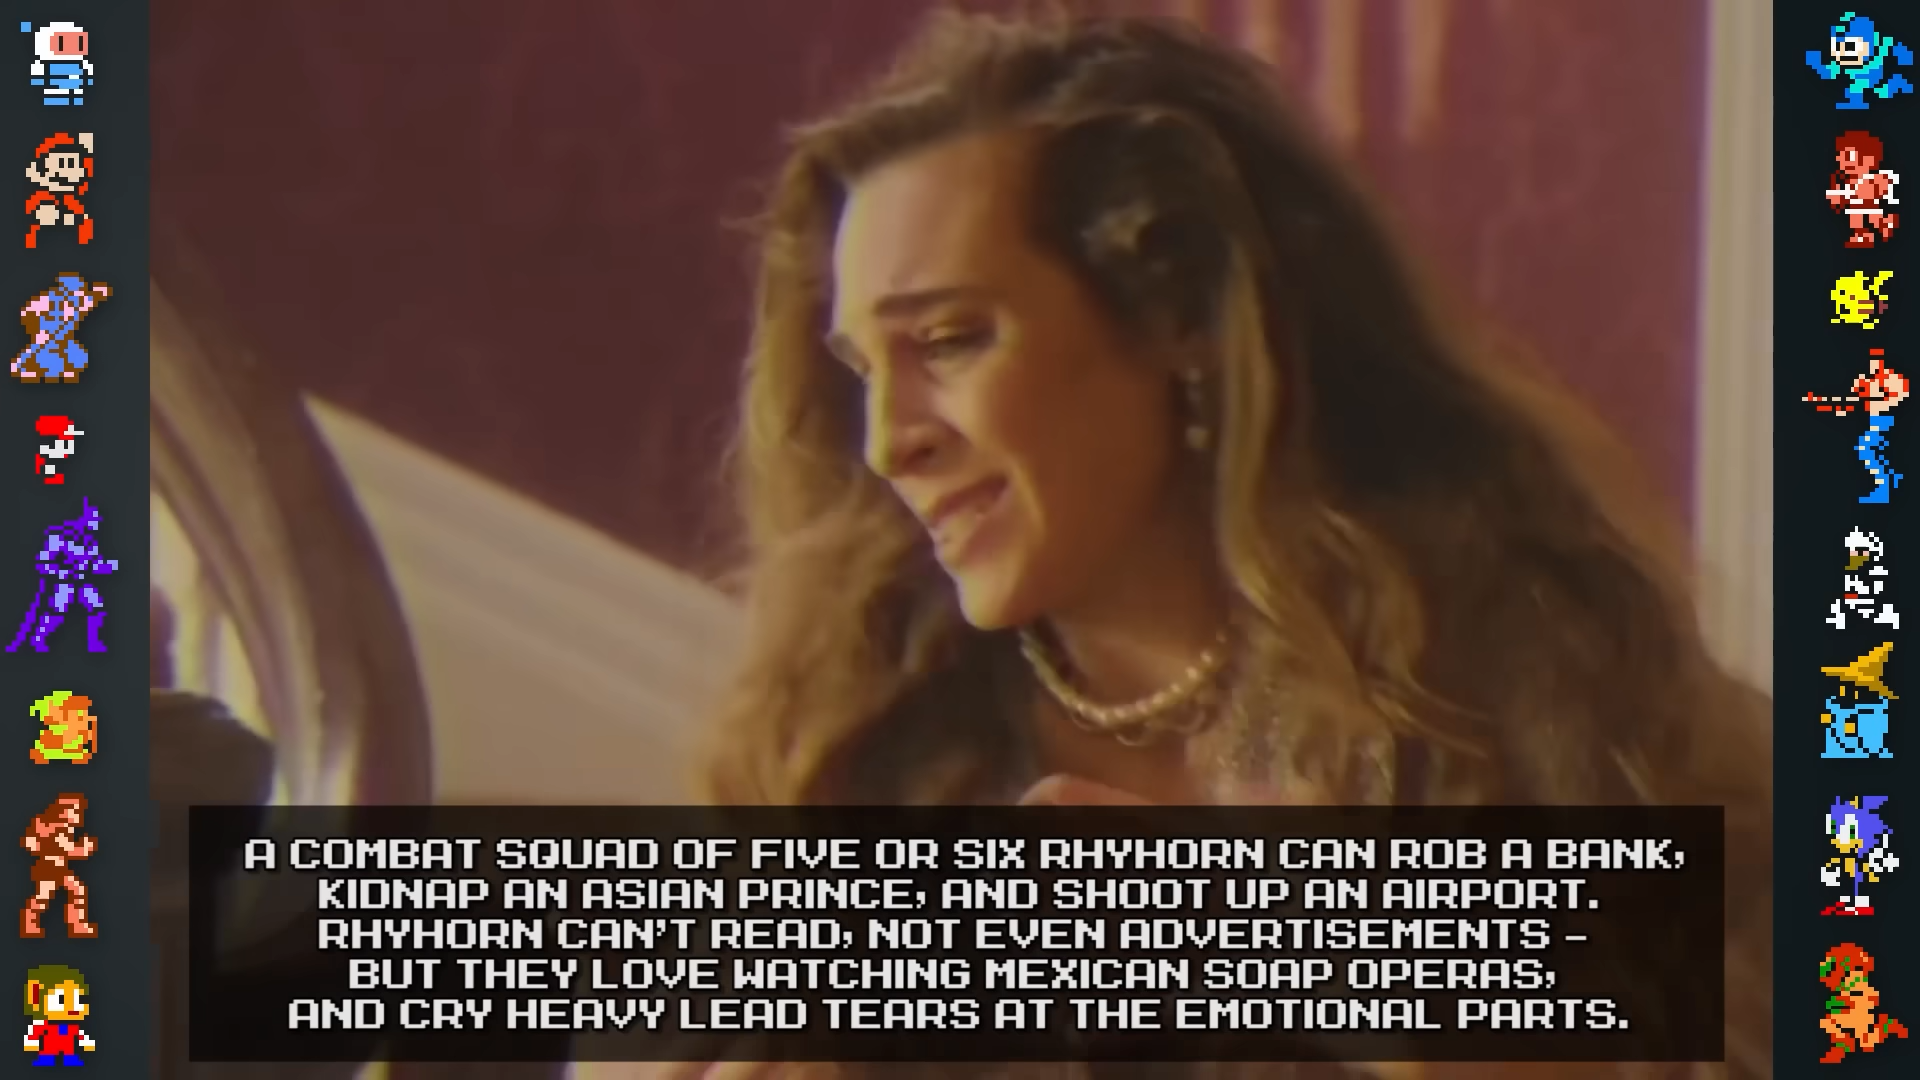 A COMBAT SQUAD OF FIVE OR SIX RHYHORN CAN ROB A BANK,
KIDNAP AN ASIAN PRINCE, AND SHOOT UP AN AIRPORT.
RHYHORN CAN'T READ, NOT EVEN ADVERTISEMENTS –
BUT THEY LOVE WATCHING MEXICAN SOAP OPERAS,
AND CRY HEAVY LEAD TEARS AT THE EMOTIONAL PARTS.